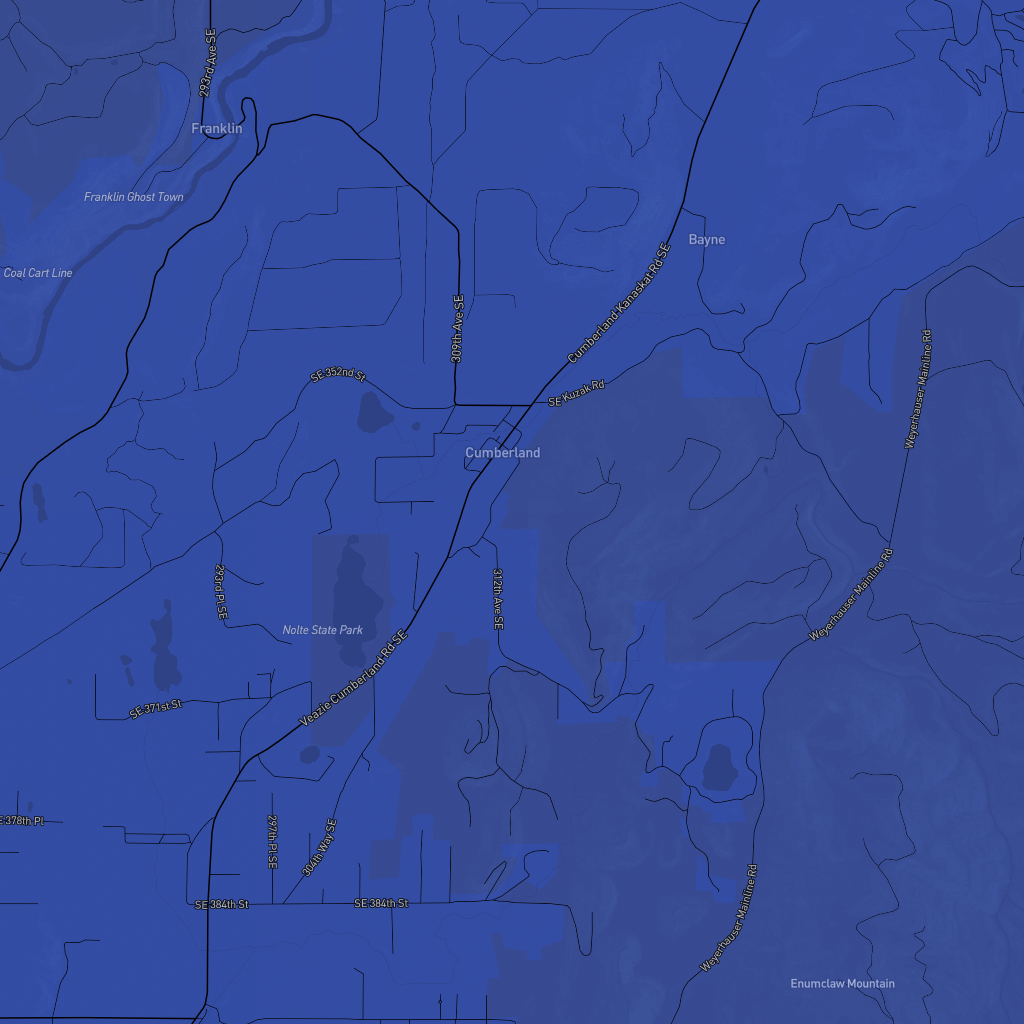 293rd Ave SE
Franklin
Franklin Ghost Town
Bayne
Coal Cart Line
Cumberland Kanaskat Rd SE
309th Ave SE
Weyerhauser Mainline Rd
SE 352nd St
SE Kuzak Rd
Cumberland
293rd Pl SE
312th Ave SE
Weyerhauser Mainline Rd
Nolte State Park
Veazie Cumberland Rd SE
SE 371st St
E 378th Pl
297th Pl SE
304th Way SE
SE 384th St
SE 384th St
Weyerhauser Mainline Rd
Enumclaw Mountain